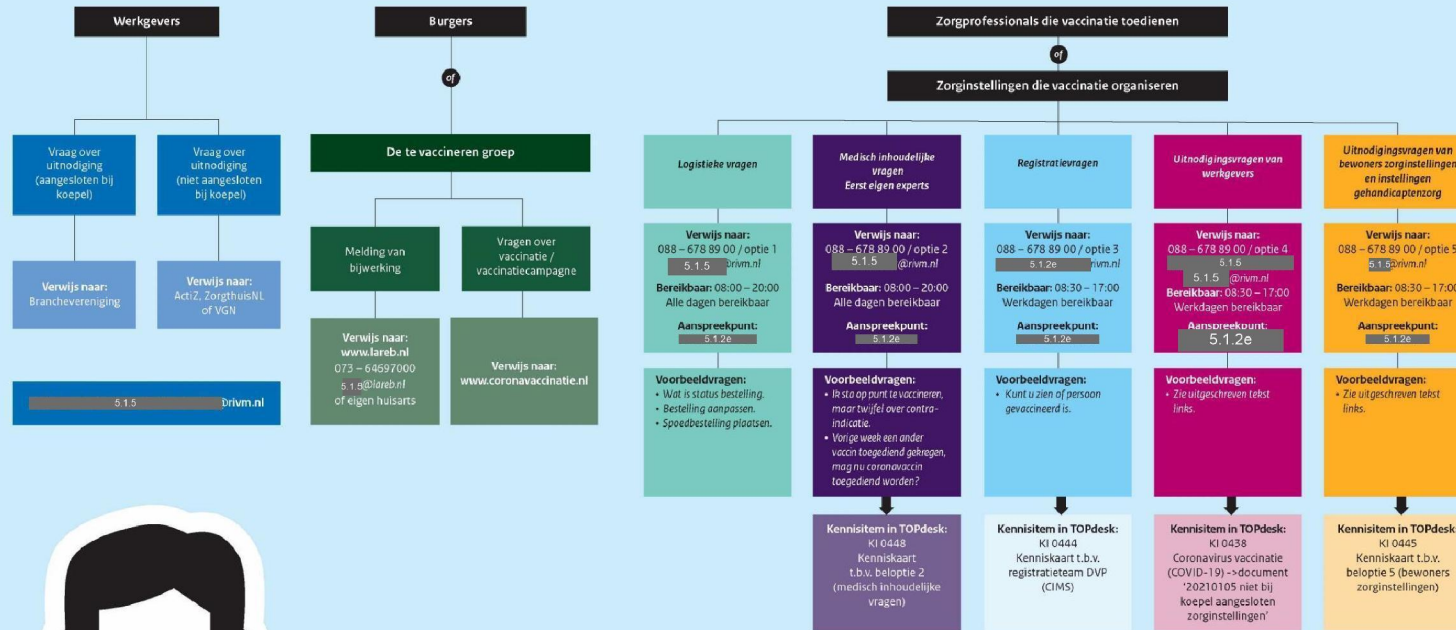 Werkgevers
Vraag over
uitnodiging
(aangesloten bij
koepel)
Vraag over
uitnodiging
(niet aangesloten
bij koepel)
Verwijs naar:
Branchevereniging
Verwijs naar:
ActiZ, ZorgthuisNL
of VGN
5.1.5 @rivm.nl
Burgers
of
De te vaccineren groep
Melding van
bijwerking
Vragen over
vaccinatie /
vaccinatiecampagne
Verwijs naar:
www.lareb.nl
073 – 64697000
5.1.5 @lareb.nl
of eigen huisarts
Verwijs naar:
www.coronavaccinatie.nl
Zorgprofessionals die vaccinatie toedienen
of
Zorginstellingen die vaccinatie organiseren
Logistieke vragen
Verwijs naar:
088 – 678 89 00 / optie 1
5.1.5 @rivm.nl
Bereikbaar: 08:00 – 20:00
Alle dagen bereikbaar
Aanspreekpunt:
5.1.2e
Voorbeeldvragen:
• Wat is status bestelling.
• Bestelling aanpassen.
• Spoedbestelling plaatsen.
Medisch inhoudelijke
vragen
Eerst eigen experts
Verwijs naar:
088 – 678 89 00 / optie 2
5.1.5 @rivm.nl
Bereikbaar: 08:00 – 20:00
Alle dagen bereikbaar
Aanspreekpunt:
5.1.2e
Voorbeeldvragen:
• Ik sta op punt te vaccineren,
maar twijfel over contra-
indicatie.
• Vorige week een ander
vaccin toegediend gekregen,
mag nu coronavaccin
toegediend worden?
Kennisitem in TOPdesk:
KI 0448
Kenniskaart
t.b.v. beloptie 2
(medisch inhoudelijke
vragen)
Registratievragen
Verwijs naar:
088 – 678 89 00 / optie 3
5.1.2e rivm.nl
Bereikbaar: 08:30 – 17:00
Werkdagen bereikbaar
Aanspreekpunt:
5.1.2e
Voorbeeldvragen:
• Kunt u zien of persoon
gevaccineerd is.
Kennisitem in TOPdesk:
KI 0444
Kenniskaart t.b.v.
registratieteam DVP
(CIMS)
Uitnodigingsvragen van
werkgevers
Verwijs naar:
088 – 678 89 00 / optie 4
5.1.5
5.1.5 @rivm.nl
Bereikbaar: 08:30 – 17:00
Werkdagen bereikbaar
Aanspreekpunt:
5.1.2e
Voorbeeldvragen:
• Zie uitgeschreven tekst
links.
Kennisitem in TOPdesk:
KI 0438
Coronavirus vaccinatie
(COVID-19) ->document
'20210105 niet bij
koepel aangesloten
zorginstellingen'
Uitnodigingsvragen van
bewoners zorginstellingen
en instellingen
gehandicaptenzorg
Verwijs naar:
088 – 678 89 00 / optie 5
5.1.5 @rivm.nl
Bereikbaar: 08:30 – 17:00
Werkdagen bereikbaar
Aanspreekpunt:
5.1.2e
Voorbeeldvragen:
• Zie uitgeschreven tekst
links.
Kennisitem in TOPdesk:
KI 0445
Kenniskaart t.b.v.
beloptie 5 (bewoners
zorginstellingen)